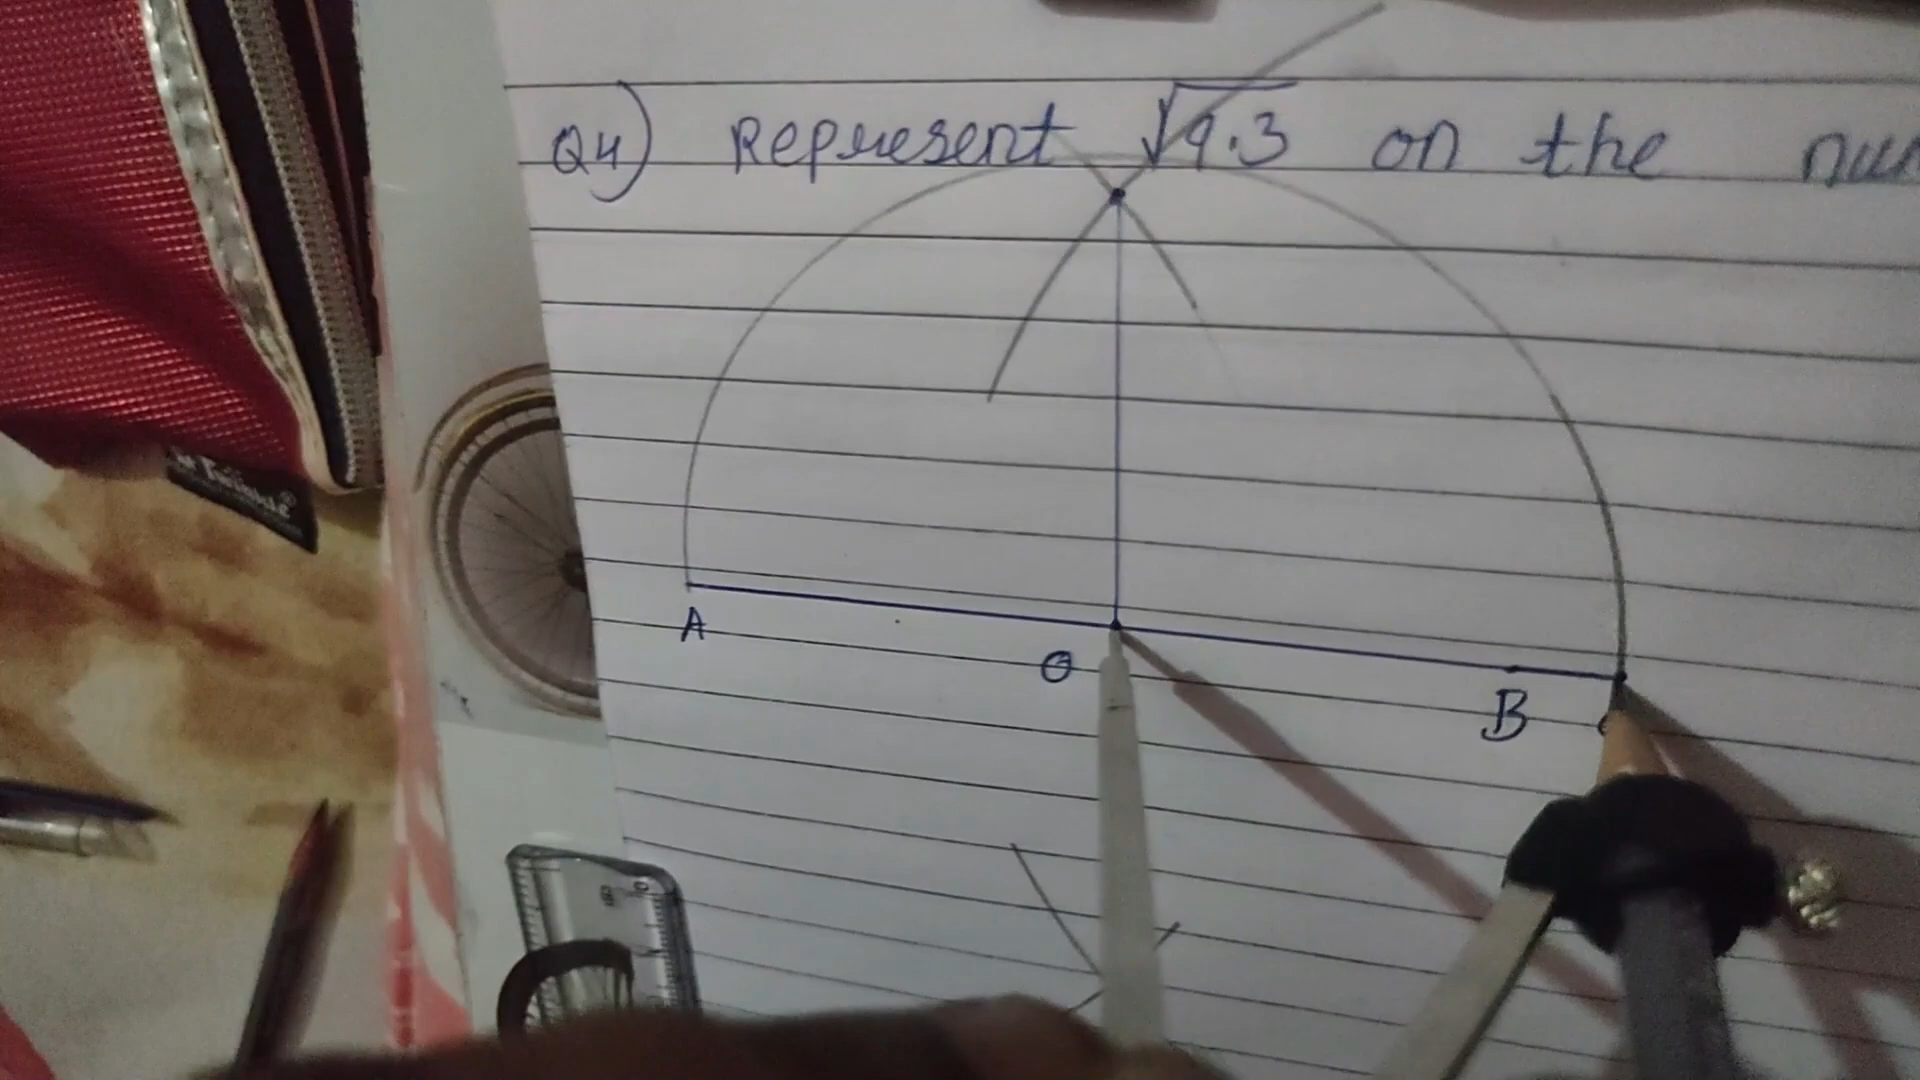 Q4) Represent √9.3 on the
A
O
B